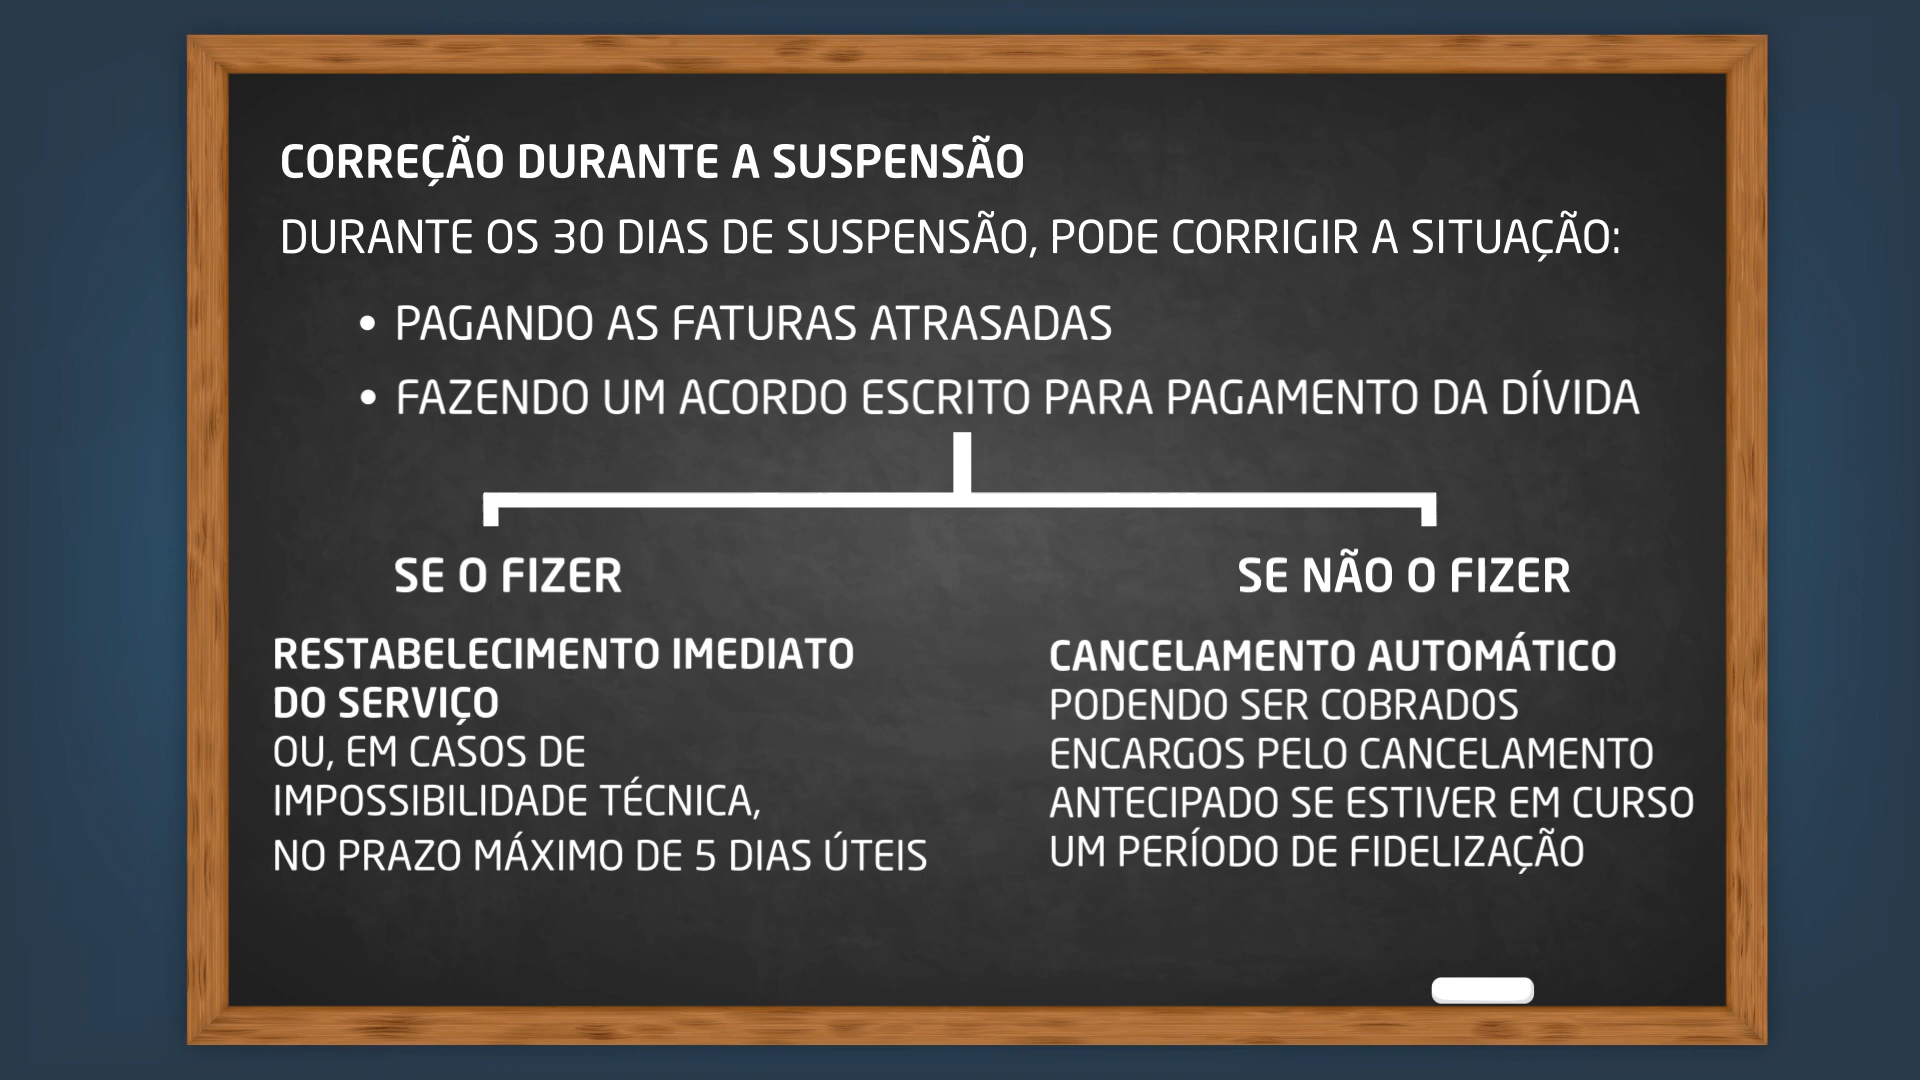 CORREÇÃO DURANTE A SUSPENSÃO
DURANTE OS 30 DIAS DE SUSPENSÃO, PODE CORRIGIR A SITUAÇÃO:
• PAGANDO AS FATURAS ATRASADAS
• FAZENDO UM ACORDO ESCRITO PARA PAGAMENTO DA DÍVIDA
SE O FIZER
RESTABELECIMENTO IMEDIATO
DO SERVIÇO
OU, EM CASOS DE
IMPOSSIBILIDADE TÉCNICA,
NO PRAZO MÁXIMO DE 5 DIAS ÚTEIS
SE NÃO O FIZER
CANCELAMENTO AUTOMÁTICO
PODENDO SER COBRADOS
ENCARGOS PELO CANCELAMENTO
ANTECIPADO SE ESTIVER EM CURSO
UM PERÍODO DE FIDELIZAÇÃO